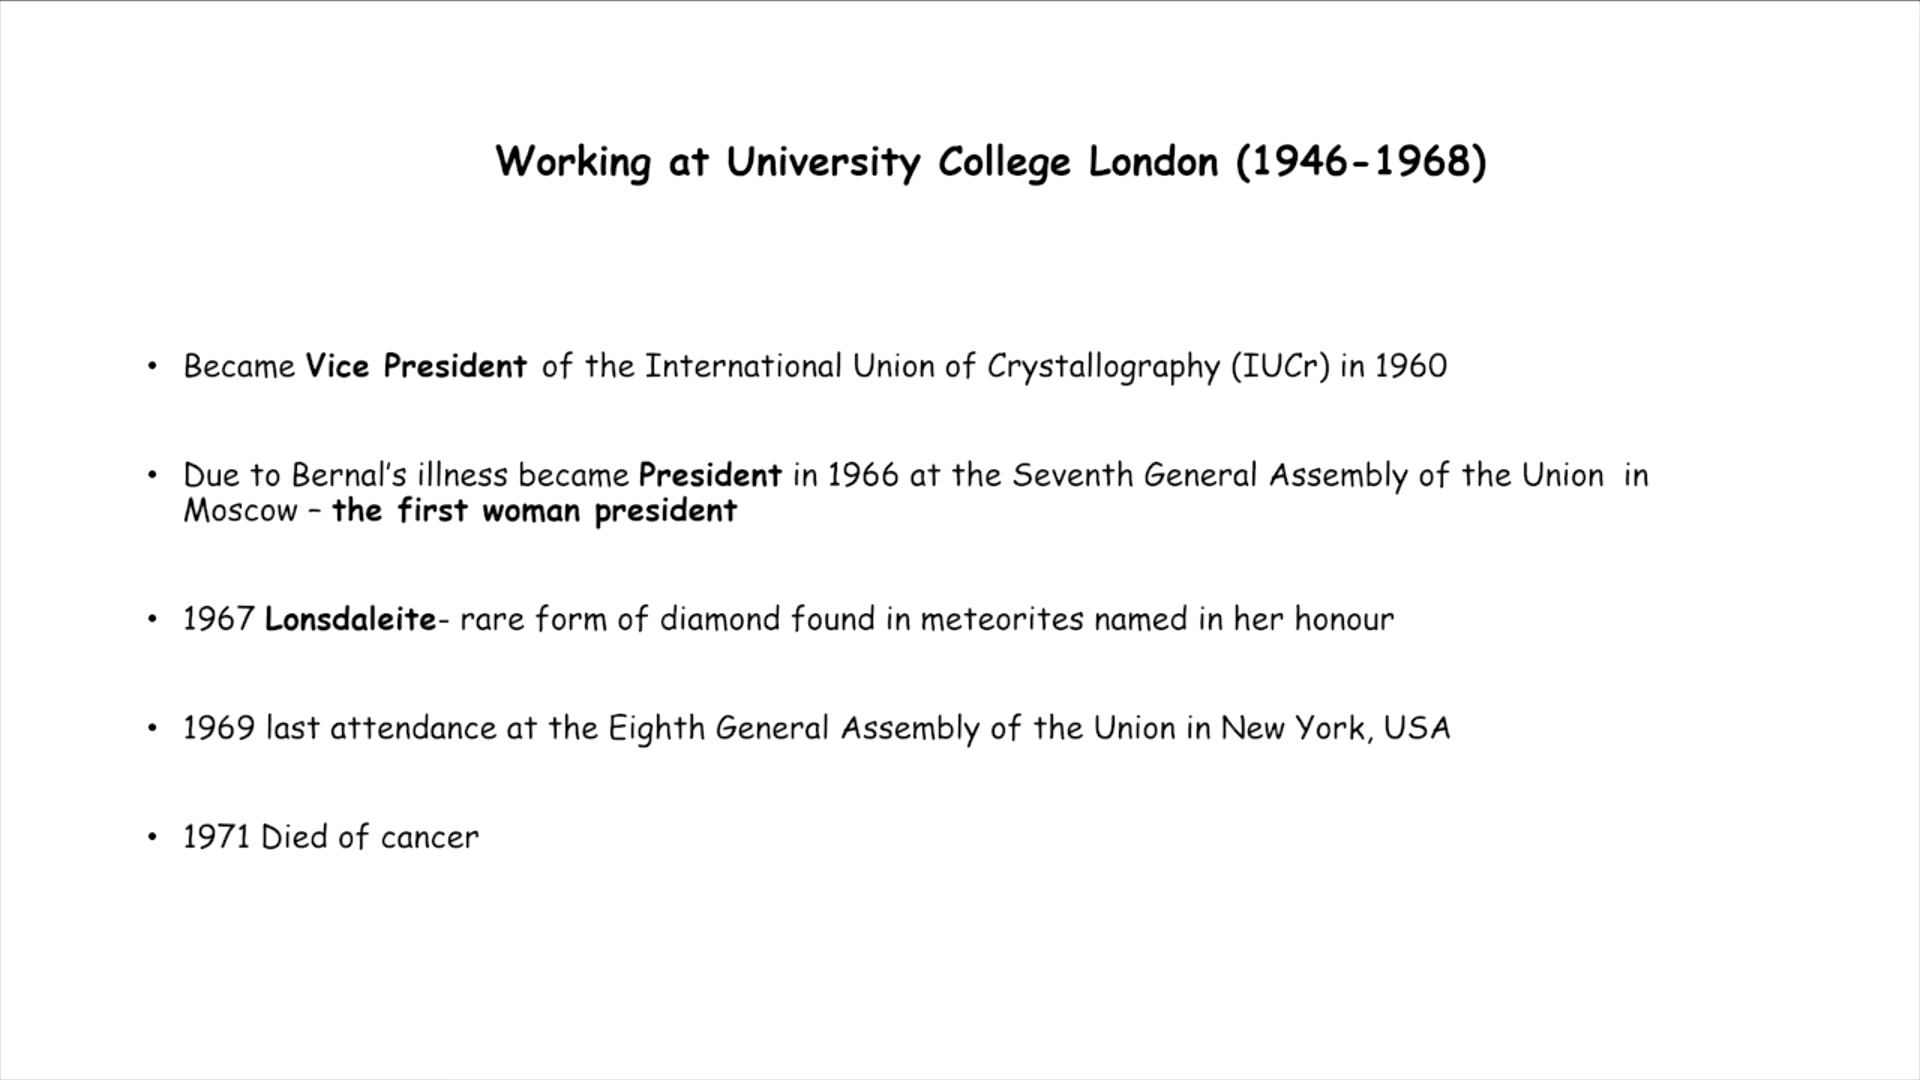 Working at University College London (1946-1968)
• Became Vice President of the International Union of Crystallography (IUCr) in 1960
• Due to Bernal's illness became President in 1966 at the Seventh General Assembly of the Union in
Moscow – the first woman president
• 1967 Lonsdaleite- rare form of diamond found in meteorites named in her honour
• 1969 last attendance at the Eighth General Assembly of the Union in New York, USA
• 1971 Died of cancer